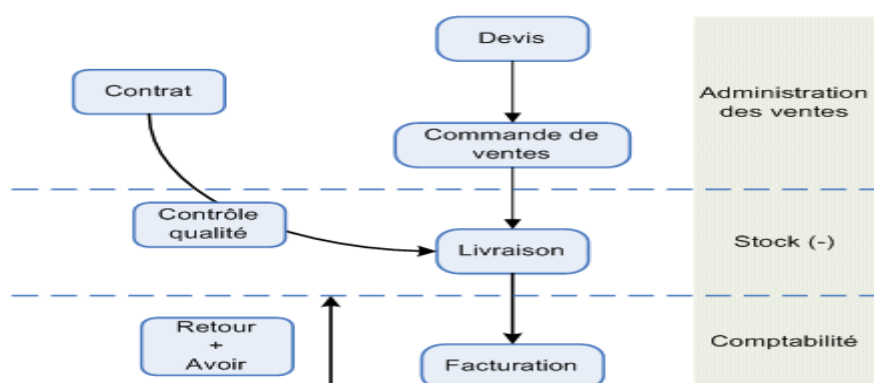 Devis
Contrat
Administration
des ventes
Commande de
ventes
Contrôle
qualité
Livraison
Stock (-)
Retour
+
Avoir
Facturation
Comptabilité